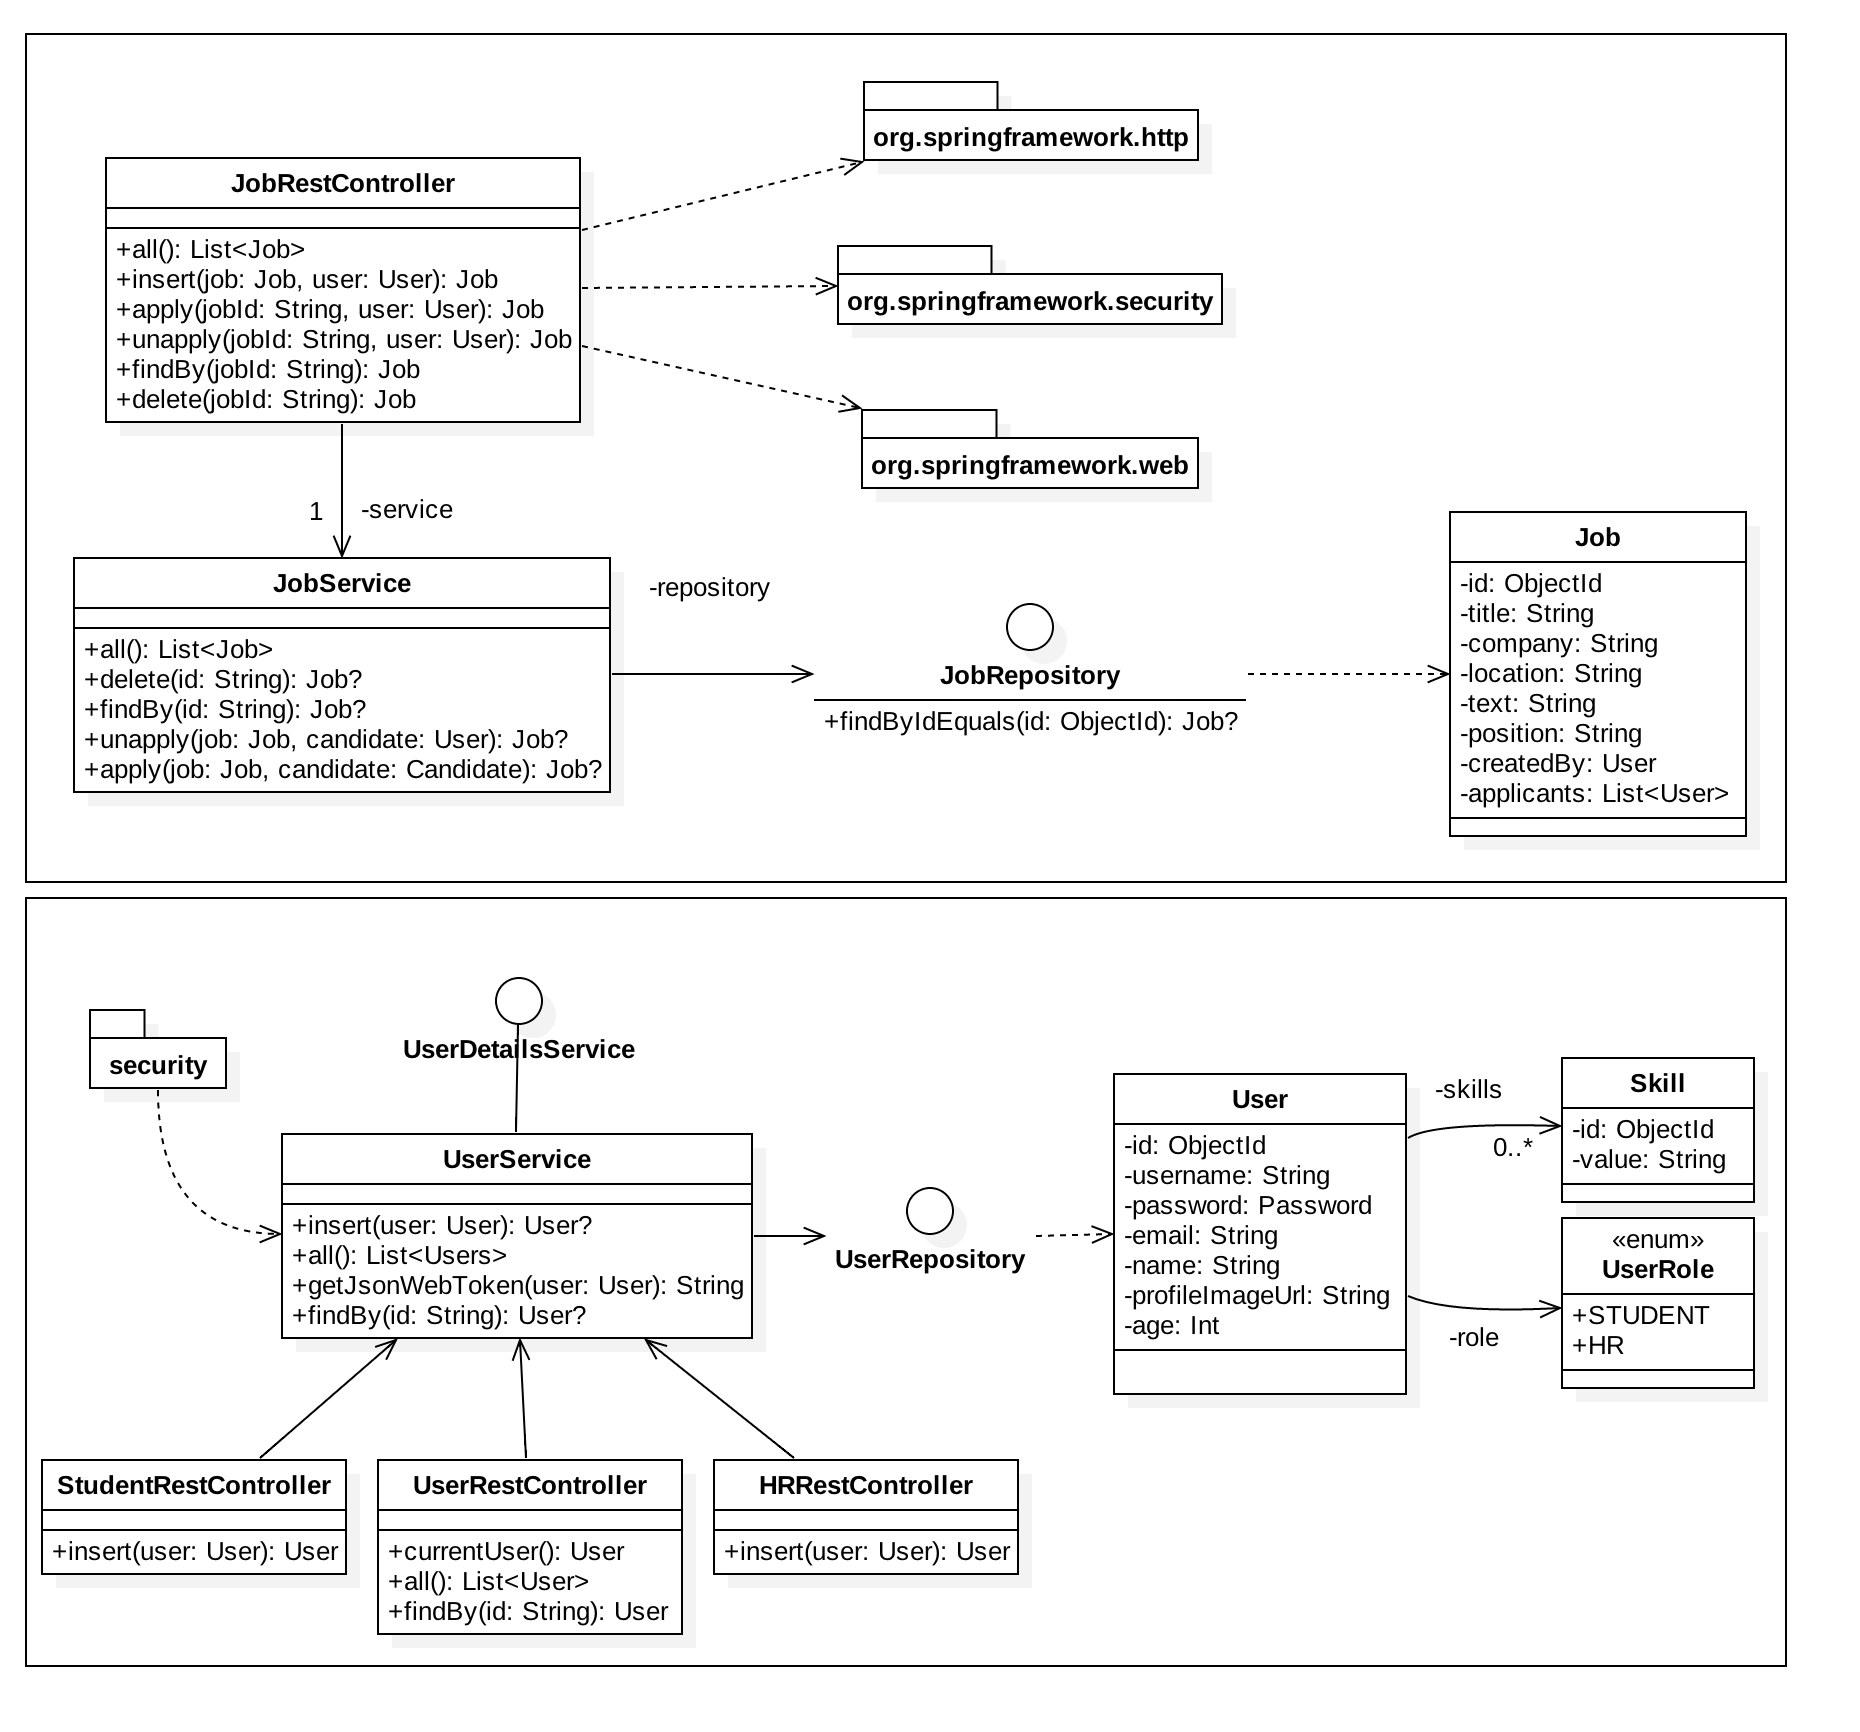 org.springframework.http
JobRestController
+all(): List<Job>
+insert(job: Job, user: User): Job
+apply(jobId: String, user: User): Job
+unapply(jobId: String, user: User): Job
+findBy(jobId: String): Job
+delete(jobId: String): Job
org.springframework.security
org.springframework.web
1
-service
JobService
+all(): List<Job>
+delete(id: String): Job?
+findBy(id: String): Job?
+unapply(job: Job, candidate: User): Job?
+apply(job: Job, candidate: Candidate): Job?
-repository
JobRepository
+findByIdEquals(id: ObjectId): Job?
Job
-id: ObjectId
-title: String
-company: String
-location: String
-text: String
-position: String
-createdBy: User
-applicants: List<User>
security
UserDetailsService
UserService
+insert(user: User): User?
+all(): List<Users>
+getJsonWebToken(user: User): String
+findBy(id: String): User?
UserRepository
User
-id: ObjectId
-username: String
-password: Password
-email: String
-name: String
-profileImageUrl: String
-age: Int
-skills
0..*
-role
Skill
-id: ObjectId
-value: String
«enum»
UserRole
+STUDENT
+HR
StudentRestController
+insert(user: User): User
UserRestController
+currentUser(): User
+all(): List<User>
+findBy(id: String): User
HRRestController
+insert(user: User): User